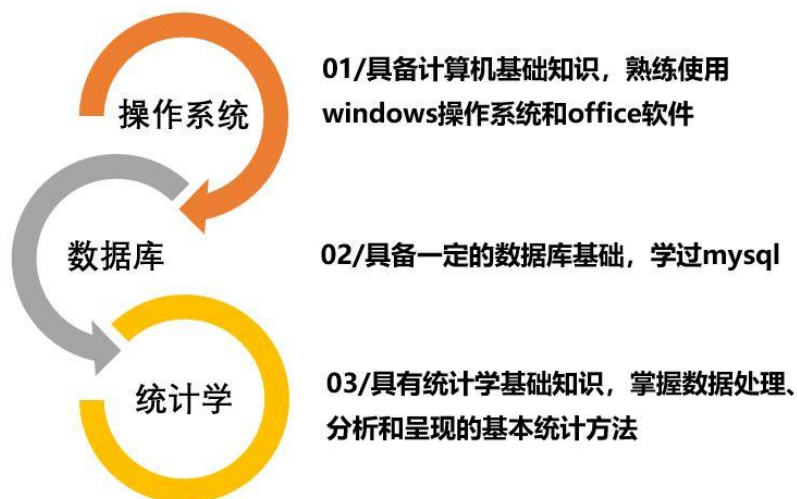 操作系统
01/具备计算机基础知识，熟练使用
windows操作系统和office软件
数据库
02/具备一定的数据库基础，学过mysql
统计学
03/具有统计学基础知识，掌握数据处理、
分析和呈现的基本统计方法